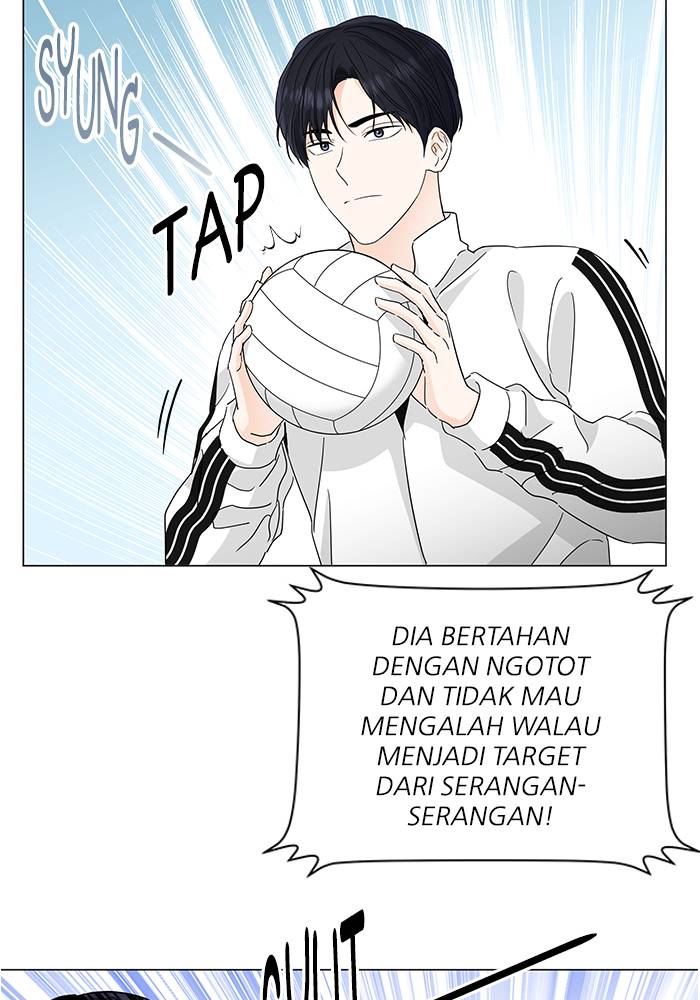 SYUNG
TAP
DIA BERTAHAN
DENGAN NGOTOT
DAN TIDAK MAU
MENGALAH WALAU
MENJADI TARGET
DARI SERANGAN-
SERANGAN!